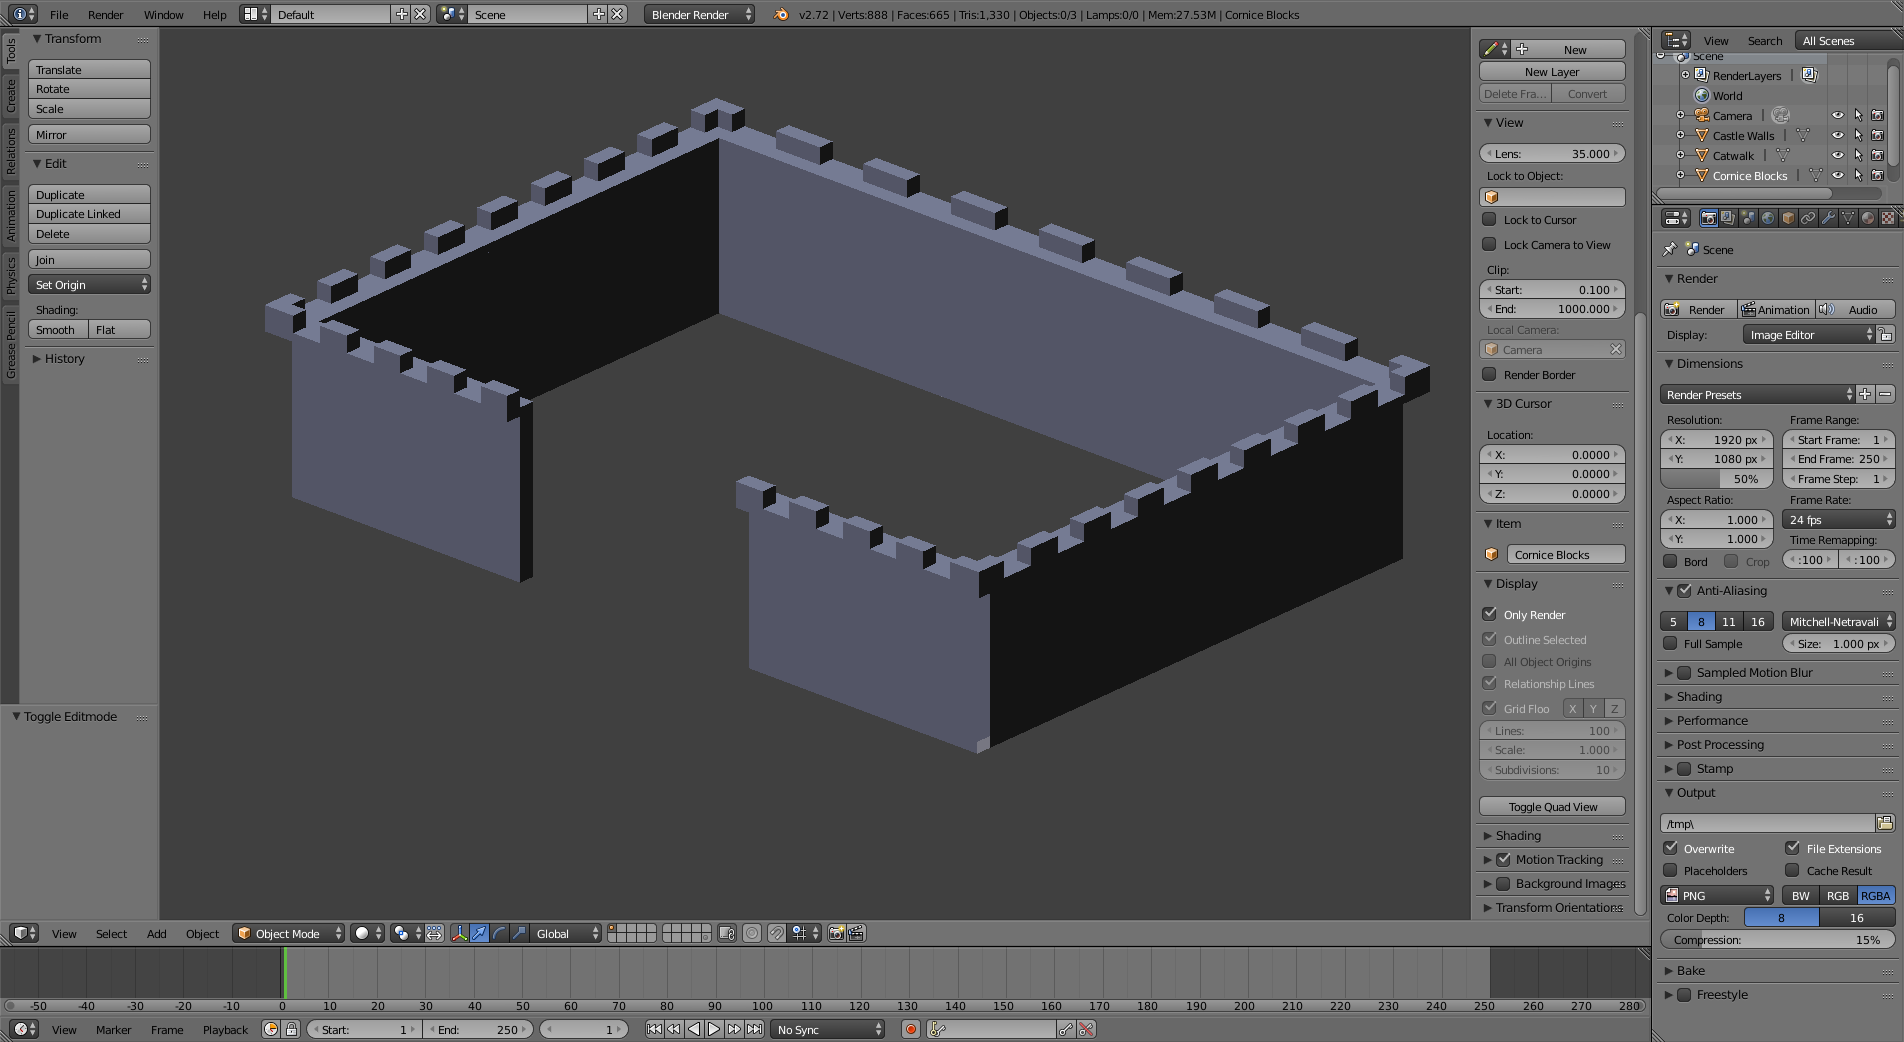 File Render Window Help Default Scene Blender Render v2.72 | Verts:888 | Faces:665 | Tris:1,330 | Objects:0/3 | Lamps:0/0 | Mem:27.53M | Cornice Blocks
Tools
Create
Relations
Animation
Physics
Grease Pencil
Transform
Translate
Rotate
Scale
Mirror
Edit
Duplicate
Duplicate Linked
Delete
Join
Set Origin
Shading:
Smooth Flat
History
Toggle Editmode
New
New Layer
Delete Fra... Convert
View
Lens: 35.000
Lock to Object:
Lock to Cursor
Lock Camera to View
Clip:
Start: 0.100
End: 1000.000
Local Camera:
Camera
Render Border
3D Cursor
Location:
X: 0.0000
Y: 0.0000
Z: 0.0000
Item
Cornice Blocks
Display
Only Render
Outline Selected
All Object Origins
Relationship Lines
Grid Floo X Y Z
Lines: 100
Scale: 1.000
Subdivisions: 10
Toggle Quad View
Shading
Motion Tracking
Background Images
Transform Orientations
View Search All Scenes
Scene
RenderLayers
World
Camera
Castle Walls
Catwalk
Cornice Blocks
Scene
Render
Render Animation Audio
Display: Image Editor
Dimensions
Render Presets
Resolution: Frame Range:
X: 1920 px Start Frame: 1
Y: 1080 px End Frame: 250
50% Frame Step: 1
Aspect Ratio: Frame Rate:
X: 1.000 24 fps
Y: 1.000 Time Remapping:
Bord Crop :100 :100
Anti-Aliasing
5 8 11 16 Mitchell-Netravali
Full Sample Size: 1.000 px
Sampled Motion Blur
Shading
Performance
Post Processing
Stamp
Output
/tmp\
Overwrite File Extensions
Placeholders Cache Result
PNG BW RGB RGBA
Color Depth: 8 16
Compression: 15%
Bake
Freestyle
View Select Add Object Object Mode Global
-50 -40 -30 -20 -10 0 10 20 30 40 50 60 70 80 90 100 110 120 130 140 150 160 170 180 190 200 210 220 230 240 250 260 270 280
View Marker Frame Playback Start: 1 End: 250 1 No Sync